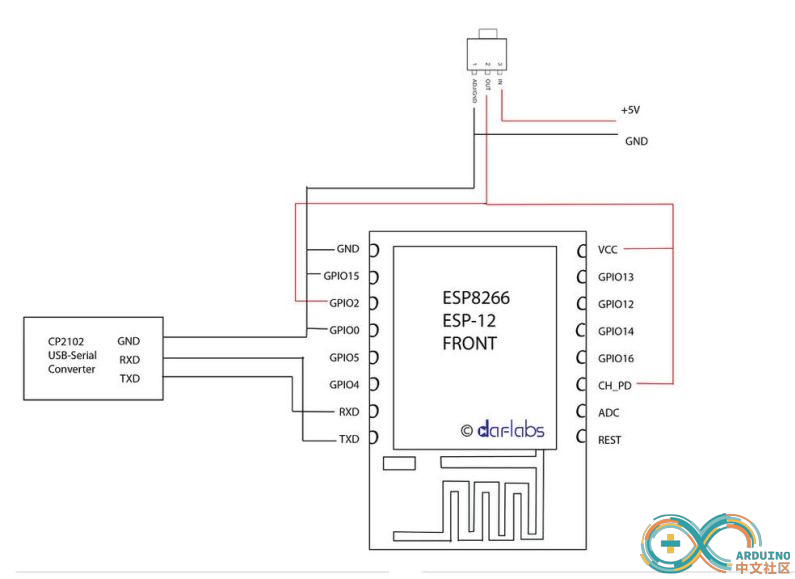 1 2 3
ADJ/GND OUT IN
+5V
GND
GND
GPIO15
GPIO2
GPIO0
GPIO5
GPIO4
RXD
TXD
ESP8266
ESP-12
FRONT
© darlabs
VCC
GPIO13
GPIO12
GPIO14
GPIO16
CH_PD
ADC
REST
CP2102
USB-Serial
Converter
GND
RXD
TXD
ARDUINO
中文社区